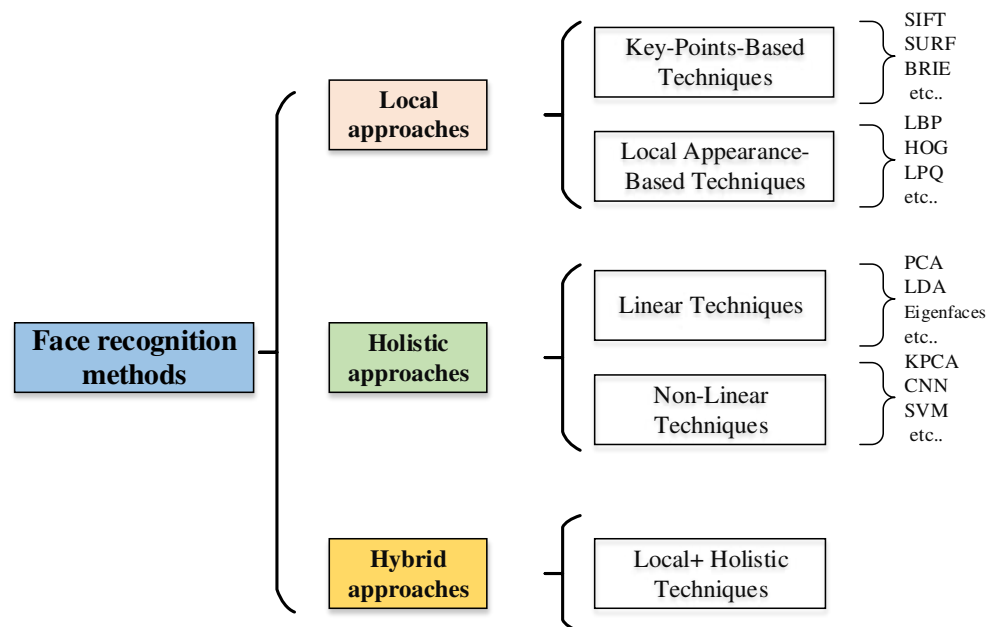 Face recognition
methods
Local
approaches
Key-Points-Based
Techniques
SIFT
SURF
BRIE
etc..
Local Appearance-
Based Techniques
LBP
HOG
LPQ
etc..
Holistic
approaches
Linear Techniques
PCA
LDA
Eigenfaces
etc..
Non-Linear
Techniques
KPCA
CNN
SVM
etc..
Hybrid
approaches
Local+ Holistic
Techniques